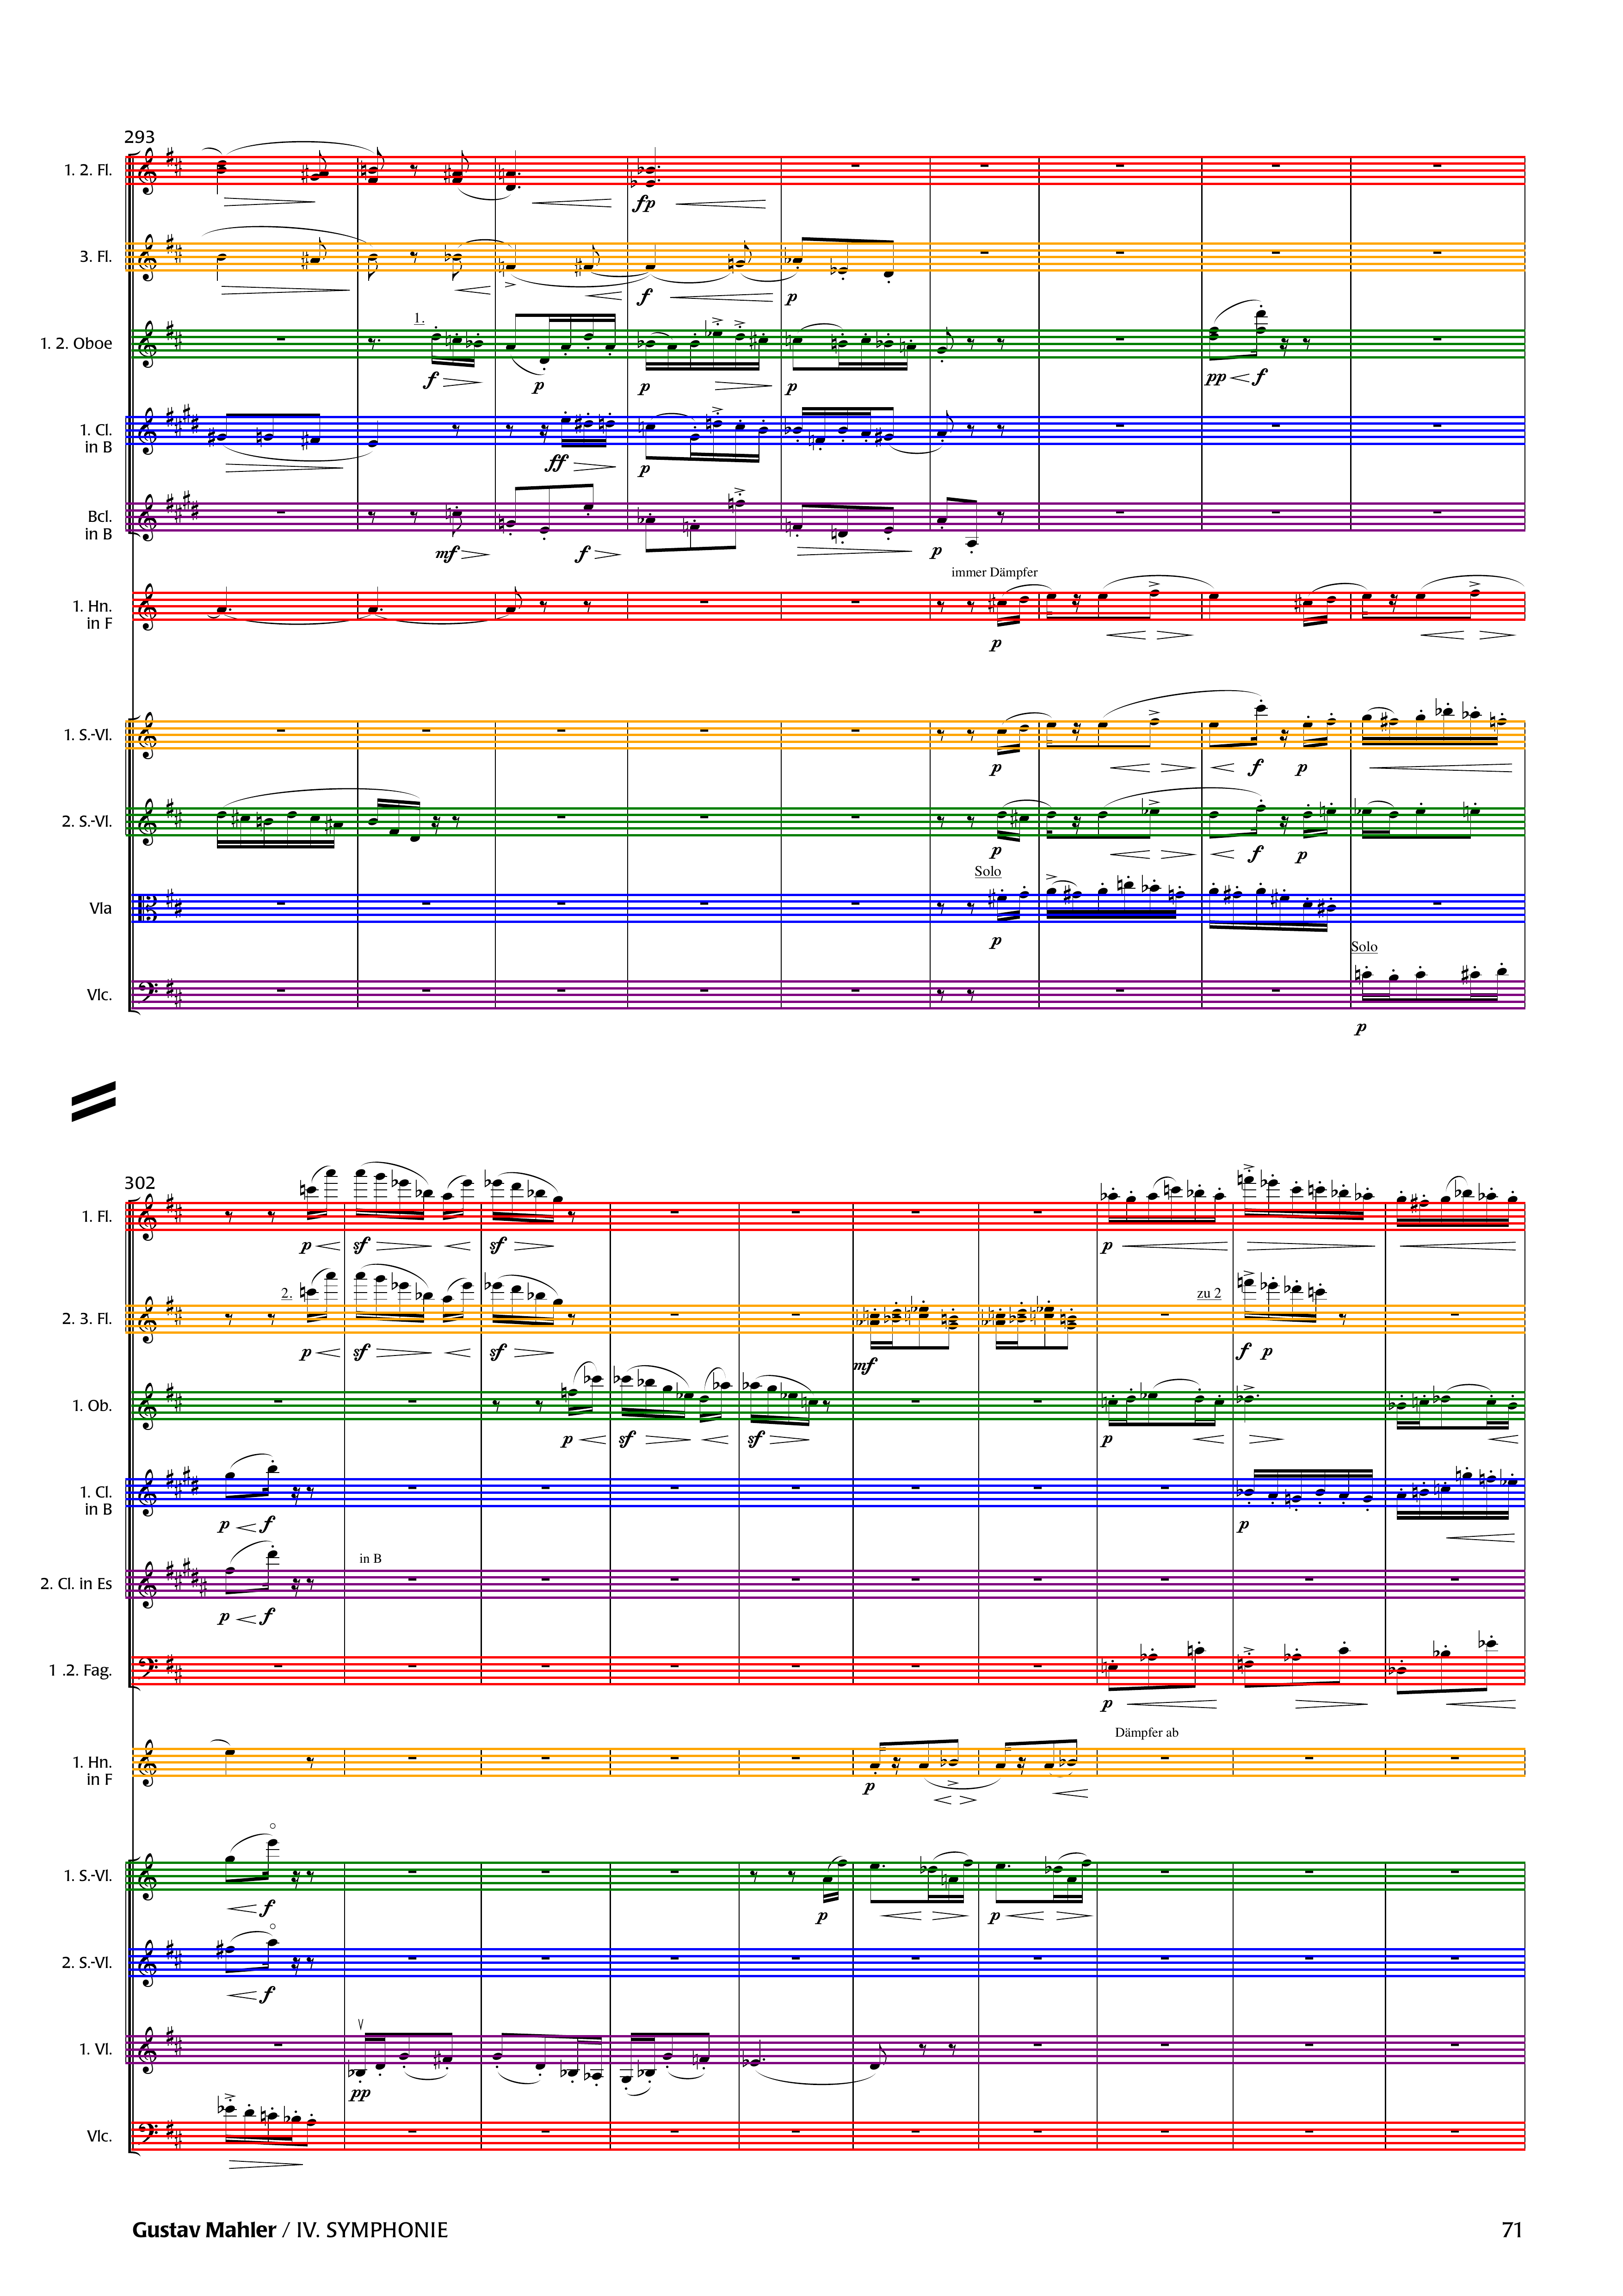 293
1. 2. Fl.
3. Fl.
1. 2. Oboe
1.
f
p
p
p
pp
f
fp
f
p
1. Cl.
in B
ff
p
Bcl.
in B
mf
f
p
immer Dämpfer
1. Hn.
in F
p
1. S.-Vl.
p
f
p
2. S.-Vl.
p
f
p
Solo
Vla
p
Solo
Vlc.
p
302
1. Fl.
p
sf
sf
p
2. 3. Fl.
2.
zu 2
p
sf
sf
mf
f
p
1. Ob.
p
sf
sf
p
1. Cl.
in B
p
f
p
2. Cl. in Es
in B
p
f
1 .2. Fag.
p
Dämpfer ab
1. Hn.
in F
p
1. S.-Vl.
f
p
p
2. S.-Vl.
f
1. Vl.
pp
Vlc.
Gustav Mahler / IV. SYMPHONIE
71